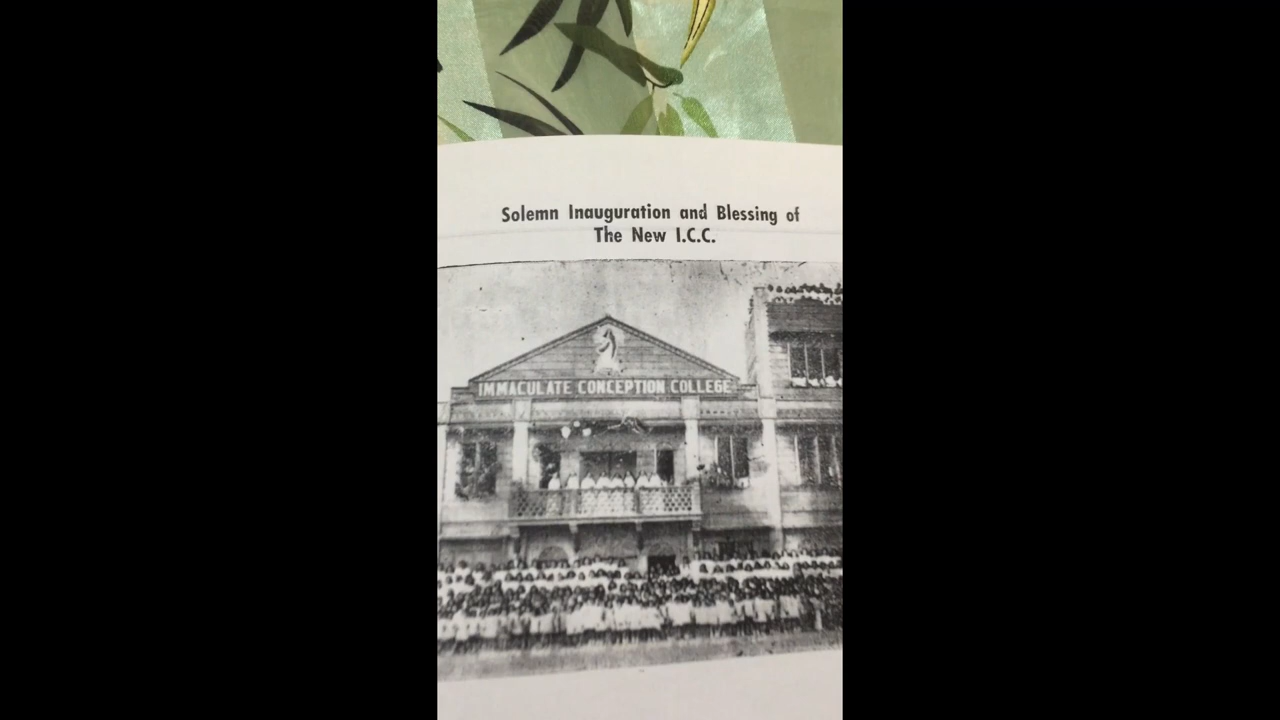 Solemn Inauguration and Blessing of
The New I.C.C.
IMMACULATE CONCEPTION COLLEGE